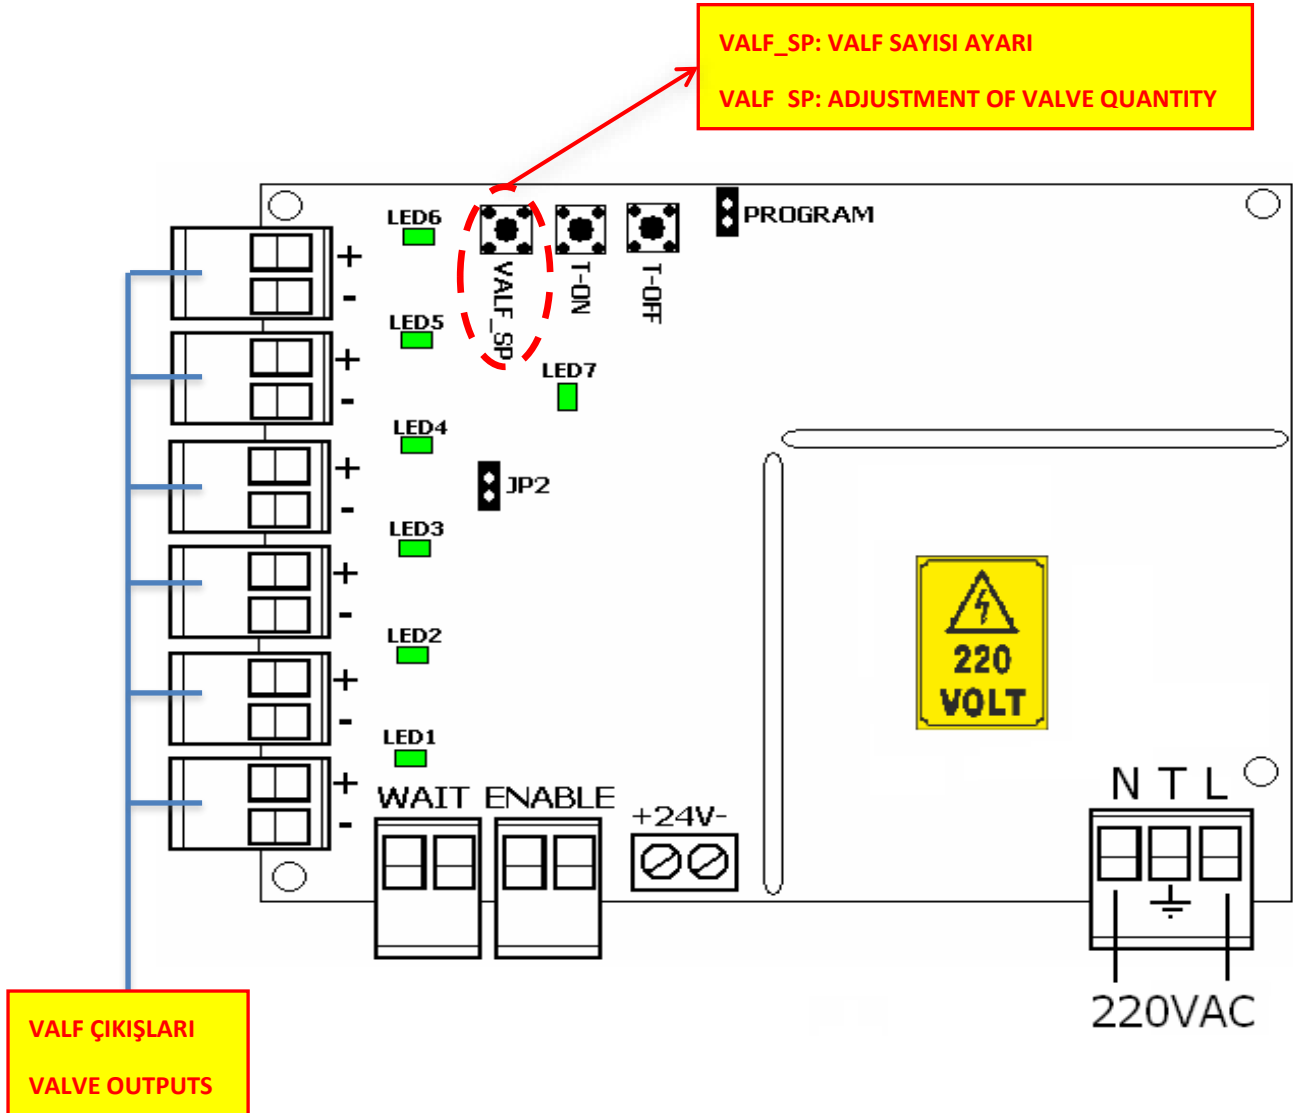 VALF_SP: VALF SAYISI AYARI
VALF SP: ADJUSTMENT OF VALVE QUANTITY
LED6
PROGRAM
+
-
VALF_SP
T-ON
T-OFF
LED5
+
-
LED7
LED4
+
-
JP2
LED3
+
-
LED2
+
-
220
VOLT
LED1
+
-
WAIT ENABLE
+24V-
N T L
220VAC
VALF ÇIKIŞLARI
VALVE OUTPUTS